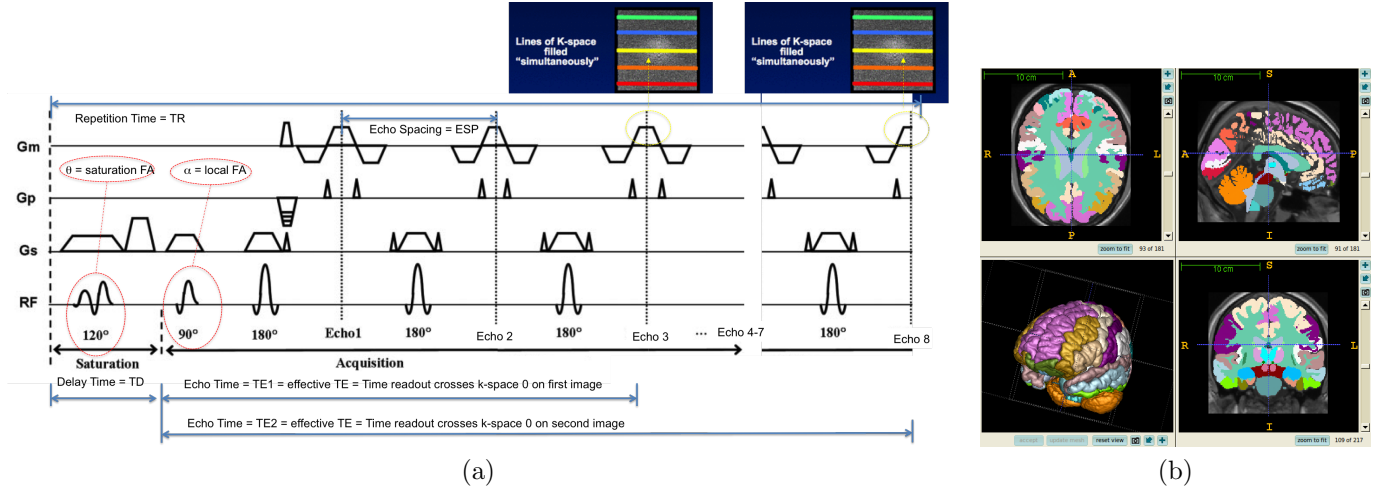 Lines of K-space
filled
"simultaneously"
Lines of K-space
filled
"simultaneously"
Repetition Time = TR
Echo Spacing = ESP
Gm
θ = saturation FA
α = local FA
Gp
Gs
RF
120°
90°
180°
Echo1
180°
Echo 2
180°
Echo 3
... Echo 4-7
180°
Echo 8
Saturation
Acquisition
Delay Time = TD
Echo Time = TE1 = effective TE = Time readout crosses k-space 0 on first image
Echo Time = TE2 = effective TE = Time readout crosses k-space 0 on second image
(a)
10 cm
A
R
L
P
zoom to fit
93 of 181
10 cm
S
A
P
I
zoom to fit
91 of 181
accept
update mesh
reset view
10 cm
S
R
L
I
zoom to fit
109 of 217
(b)